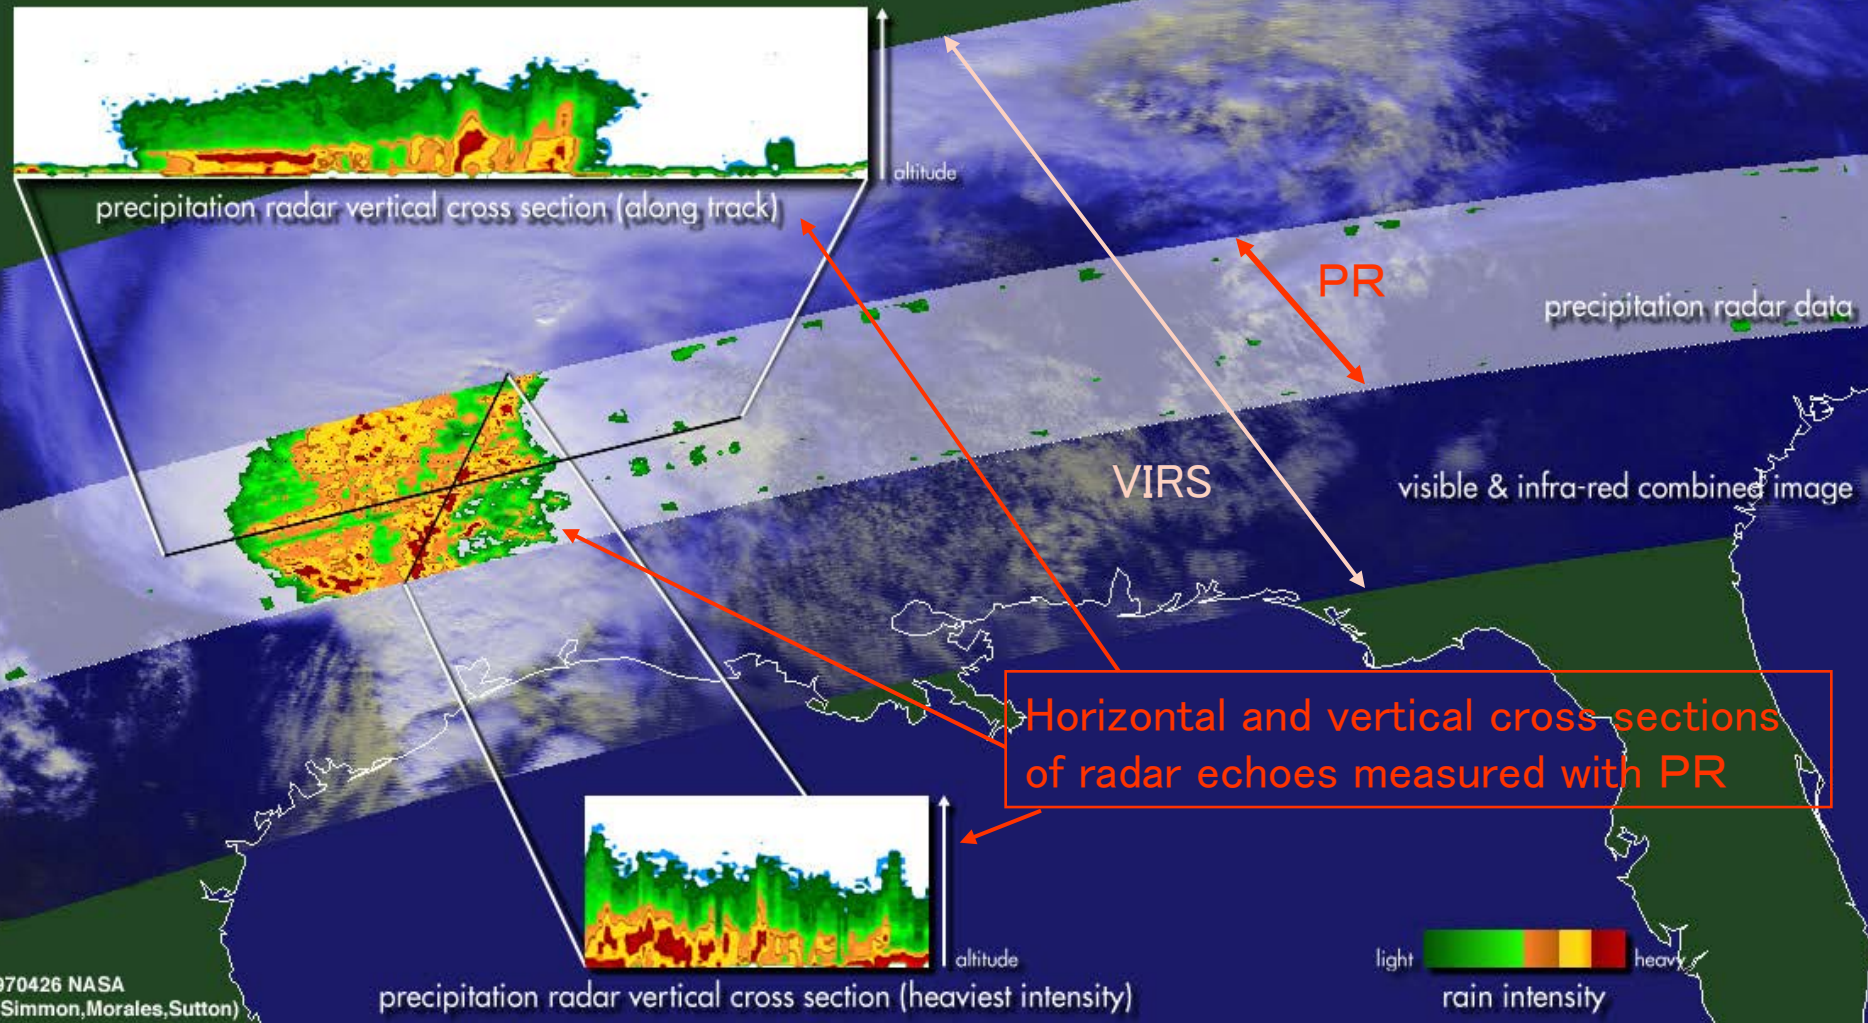 altitude
precipitation radar vertical cross section (along track)
PR
precipitation radar data
VIRS
visible & infra-red combined image
Horizontal and vertical cross sections
of radar echoes measured with PR
altitude
precipitation radar vertical cross section (heaviest intensity)
light
heavy
rain intensity
970426 NASA
Simmon,Morales,Sutton)